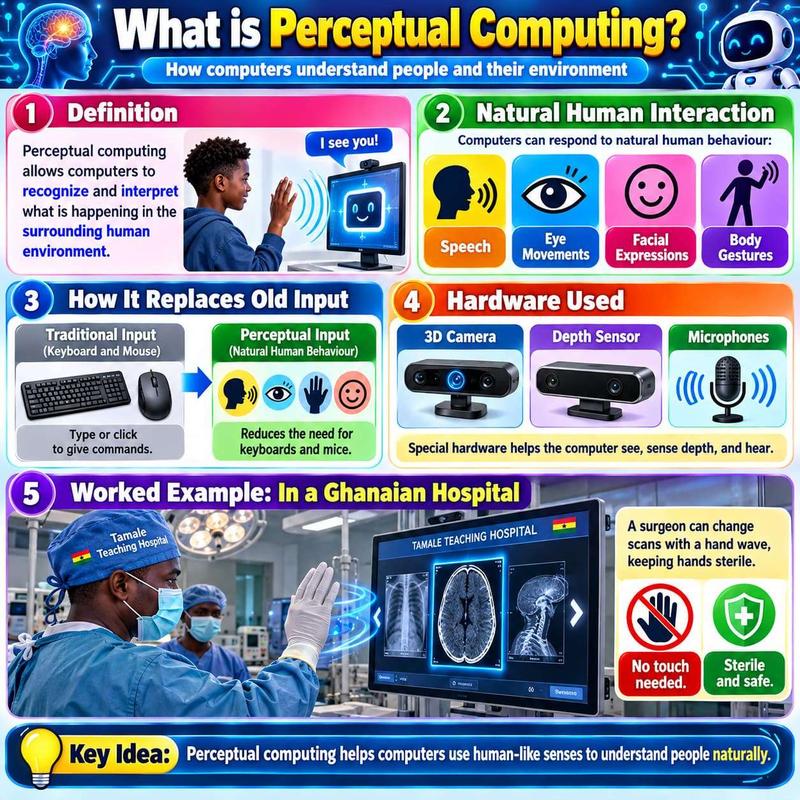 What is Perceptual Computing?
How computers understand people and their environment
1 Definition
Perceptual computing
allows computers to
recognize and interpret
what is happening in the
surrounding human
environment.
I see you!
2 Natural Human Interaction
Computers can respond to natural human behaviour:
Speech
Eye
Movements
Facial
Expressions
Body
Gestures
3 How It Replaces Old Input
Traditional Input
(Keyboard and Mouse)
Type or click
to give commands.
Perceptual Input
(Natural Human Behaviour)
Reduces the need for
keyboards and mice.
4 Hardware Used
3D Camera
Depth Sensor
Microphones
Special hardware helps the computer see, sense depth, and hear.
5 Worked Example: In a Ghanaian Hospital
Tamale
Teaching Hospital
TAMALE TEACHING HOSPITAL
A surgeon can change
scans with a hand wave,
keeping hands sterile.
No touch
needed.
Sterile
and safe.
Key Idea: Perceptual computing helps computers use human-like senses to understand people naturally.